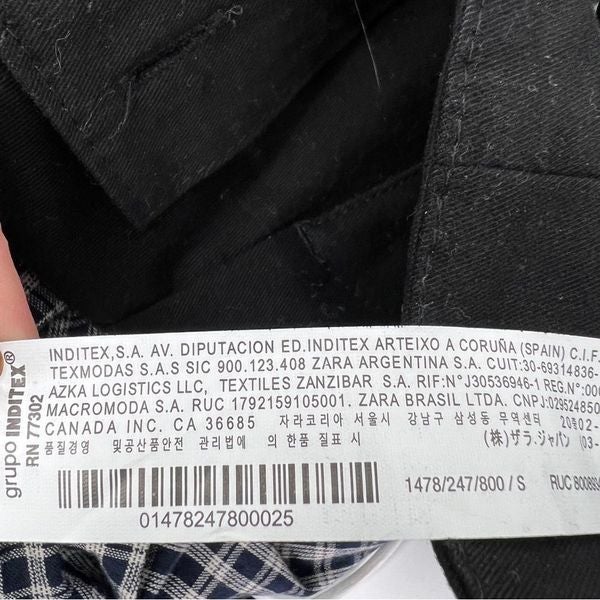 grupo INDITEX®
RN 77302
INDITEX,S.A. AV. DIPUTACION ED.INDITEX ARTEIXO A CORUÑA (SPAIN) C.I.F.
TEXMODAS S.A.S SIC 900.123.408 ZARA ARGENTINA S.A. CUIT:30-69314836-
AZKA LOGISTICS LLC, TEXTILES ZANZIBAR S.A. RIF:N°J30536946-1 REG.N°:00
MACROMODA S.A. RUC 1792159105001. ZARA BRASIL LTDA. CNPJ:02952485
CANADA INC. CA 36685 자라코리아 서울시 강남구 삼성동 무역센터 20802-
품질경영 및공산품안전 관리법에 의한품질표시 (株)ザラ.ジャパン (03-
01478247800025
1478/247/800/S RUC